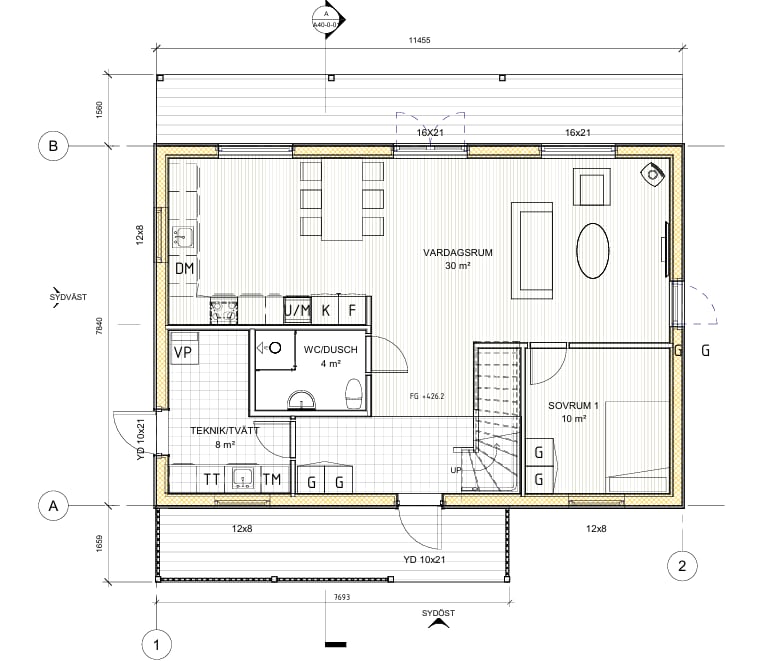 A
A40-0-01
11455
1560
B
16X21
16x21
12x8
DM
VARDAGSRUM
30 m²
SYDVÄST
7840
U/M
K
F
VP
WC/DUSCH
4 m²
G
G
FG +426.2
SOVRUM 1
10 m²
YD 10x21
TEKNIK/TVÄTT
8 m²
G
UP
TT
TM
G
G
G
A
12x8
12x8
1659
YD 10x21
2
7693
SYDÖST
1